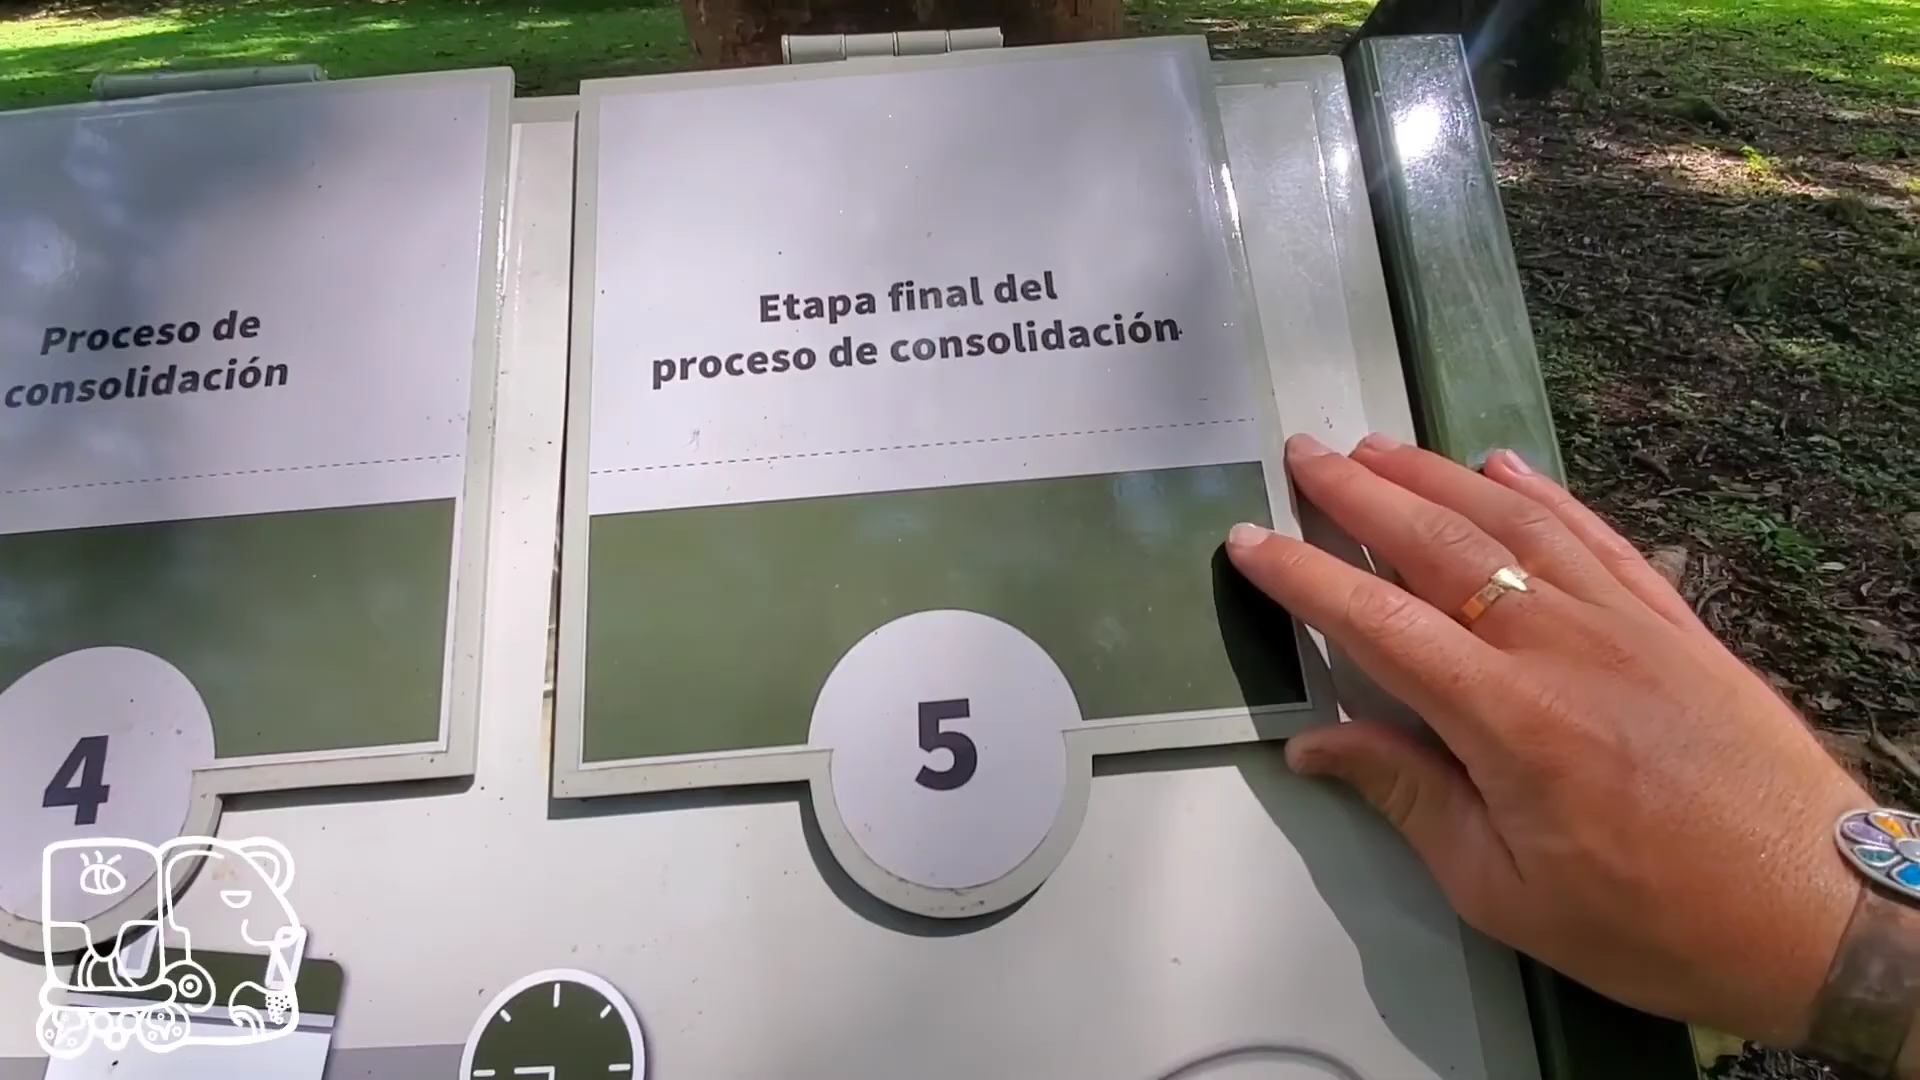 Proceso de
consolidación
4
Etapa final del
proceso de consolidación
5